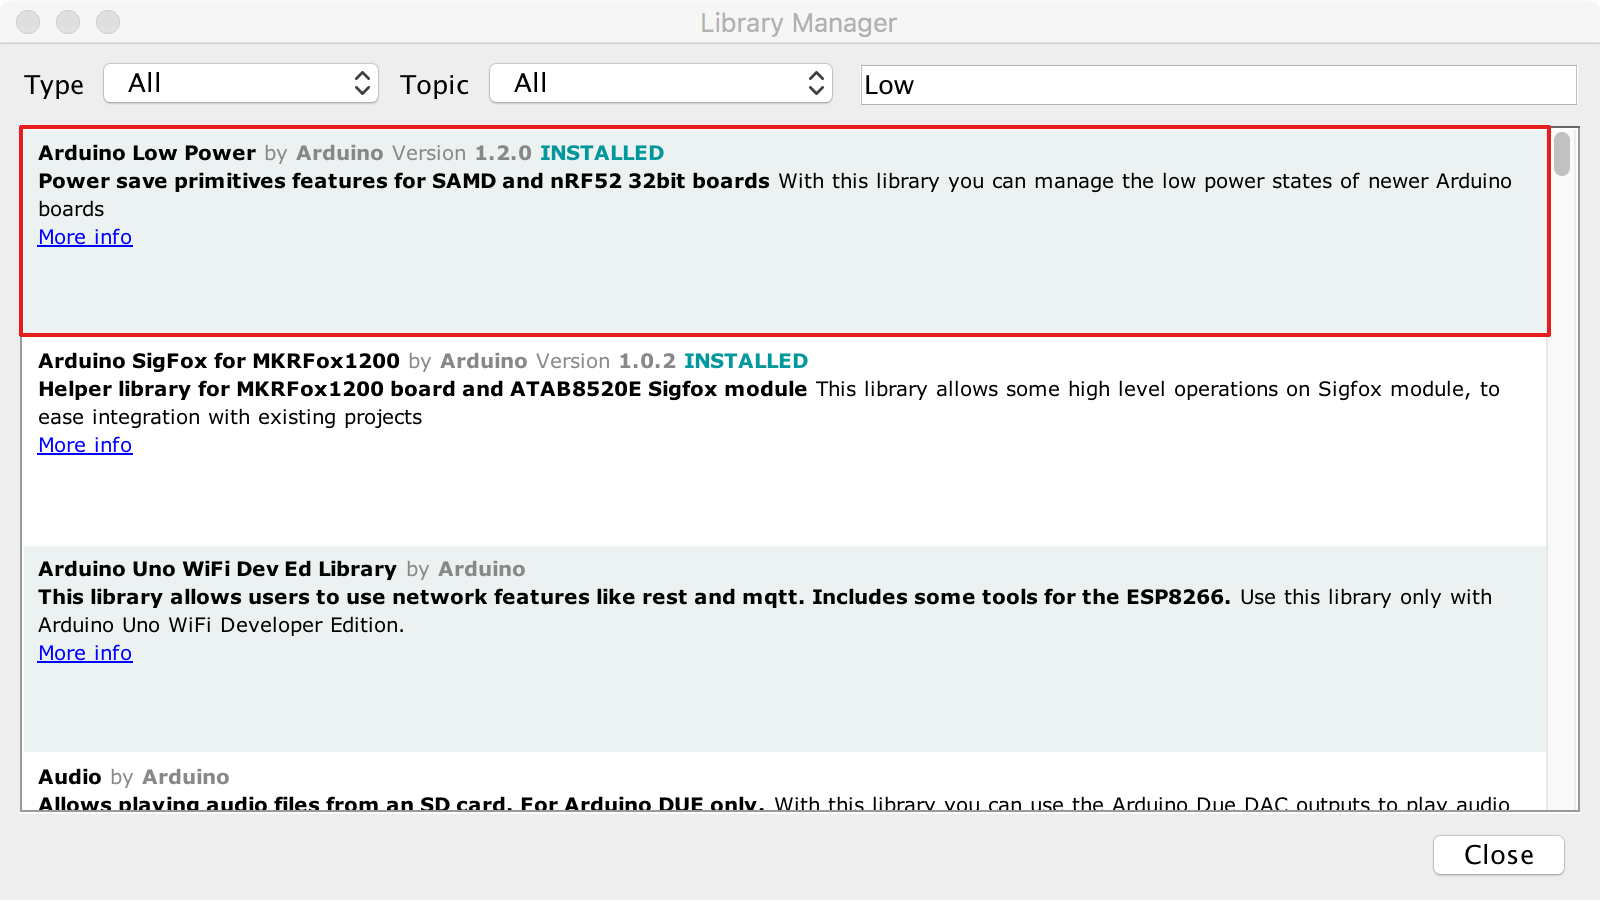 Library Manager
Type All Topic All Low
Arduino Low Power by Arduino Version 1.2.0 INSTALLED
Power save primitives features for SAMD and nRF52 32bit boards With this library you can manage the low power states of newer Arduino
boards
More info
Arduino SigFox for MKRFox1200 by Arduino Version 1.0.2 INSTALLED
Helper library for MKRFox1200 board and ATAB8520E Sigfox module This library allows some high level operations on Sigfox module, to
ease integration with existing projects
More info
Arduino Uno WiFi Dev Ed Library by Arduino
This library allows users to use network features like rest and mqtt. Includes some tools for the ESP8266. Use this library only with
Arduino Uno WiFi Developer Edition.
More info
Audio by Arduino
Allows playing audio files from an SD card. For Arduino DUE only. With this library you can use the Arduino Due DAC outputs to play audio
Close